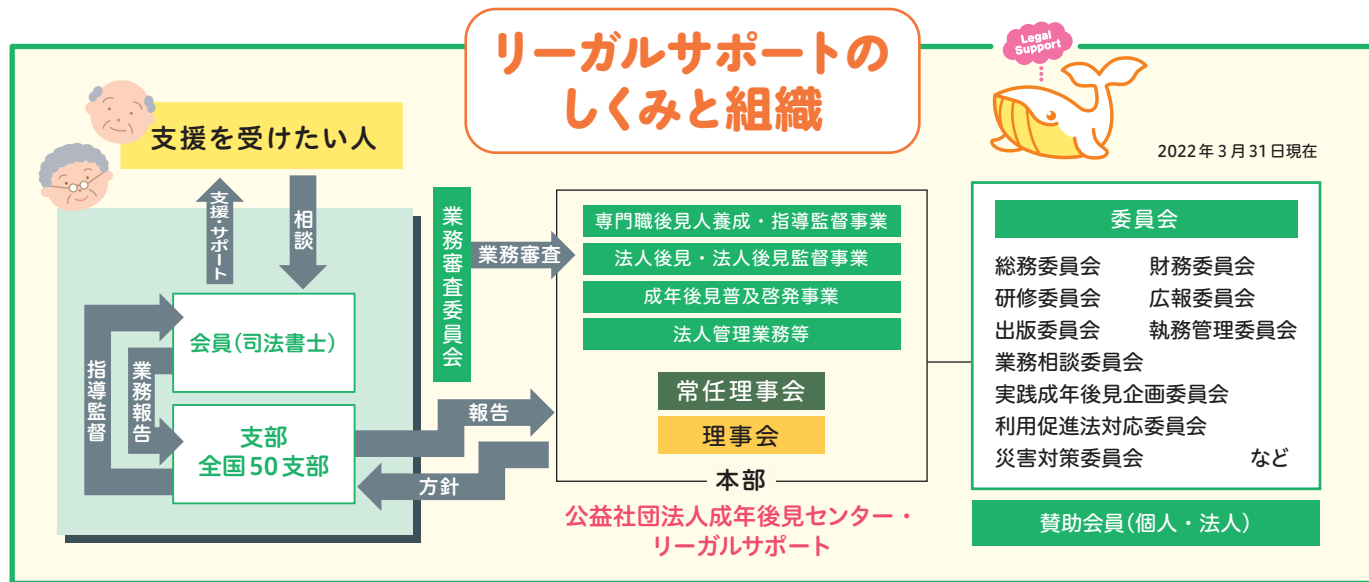 リーガルサポートの
しくみと組織
Legal
Support
2022年3月31日現在
支援を受けたい人
支援・サポート
相談
会員(司法書士)
指導監督
業務報告
支部
全国50支部
業務審査委員会
業務審査
報告
方針
専門職後見人養成・指導監督事業
法人後見・法人後見監督事業
成年後見普及啓発事業
法人管理業務等
常任理事会
理事会
本部
公益社団法人成年後見センター・
リーガルサポート
委員会
総務委員会 財務委員会
研修委員会 広報委員会
出版委員会 執務管理委員会
業務相談委員会
実践成年後見企画委員会
利用促進法対応委員会
災害対策委員会 など
賛助会員(個人・法人)